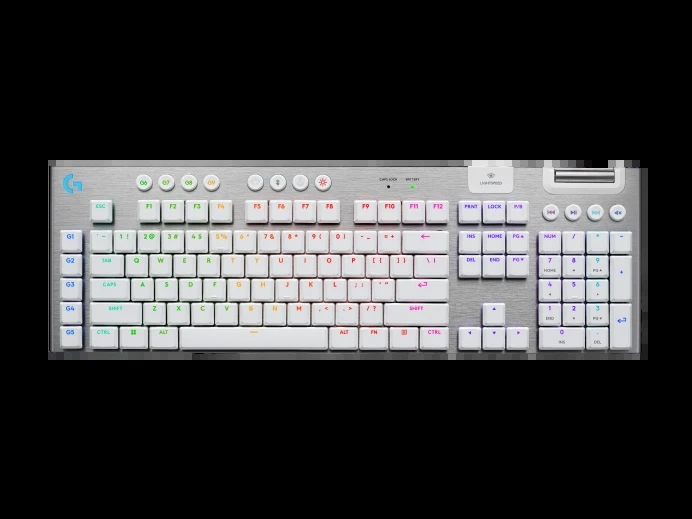 G
G6 G7 G8 G9
CAPS LOCK BATTERY
LIGHTSPEED
ESC F1 F2 F3 F4 F5 F6 F7 F8 F9 F10 F11 F12 PRNT LOCK P/B
G1 ~ 1 ! 2 @ 3 # 4 $ 5 % 6 ^ 7 & 8 * 9 ( 0 ) - _ = + ← INS HOME PG▲ NUM / * -
G2 TAB Q W E R T Y U I O P [ { ] } \ | DEL END PG▼ 7 8 9 +
HOME ▲ PG▲
G3 CAPS A S D F G H J K L ; : ' " ↵ 4 5 6
◄ ►
G4 SHIFT Z X C V B N M , < . > / ? SHIFT ▲ 1 2 3 ↵
END ▼ PG▼
G5 CTRL ALT ALT FN CTRL ◄ ▼ ► 0 .
INS DEL